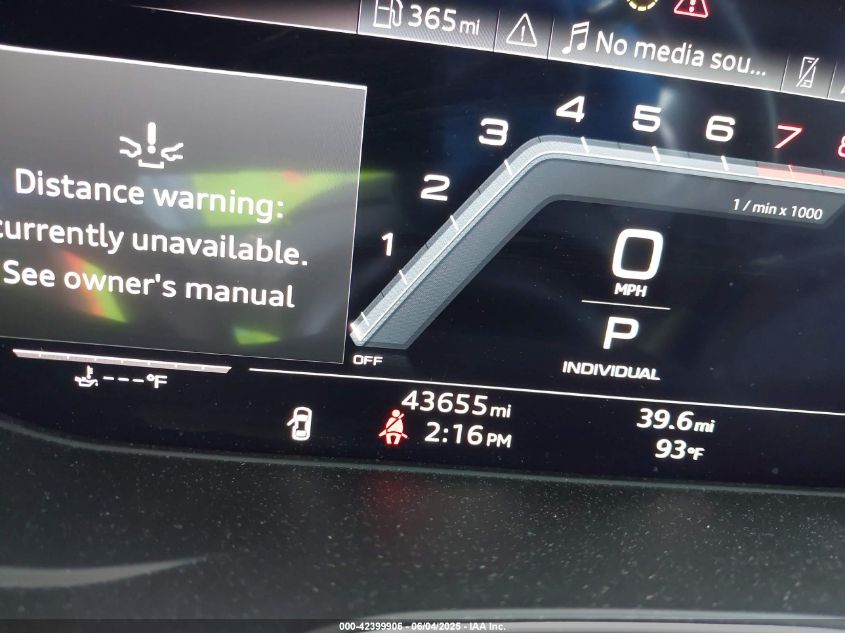 365 mi
No media sou...
Distance warning:
currently unavailable.
See owner's manual
1
2
3
4
5
6
7
8
1 / min x 1000
0
MPH
P
INDIVIDUAL
OFF
---°F
43655 mi
2:16 PM
39.6 mi
93°F
000-42399906 - 06/04/2025 - IAA Inc.